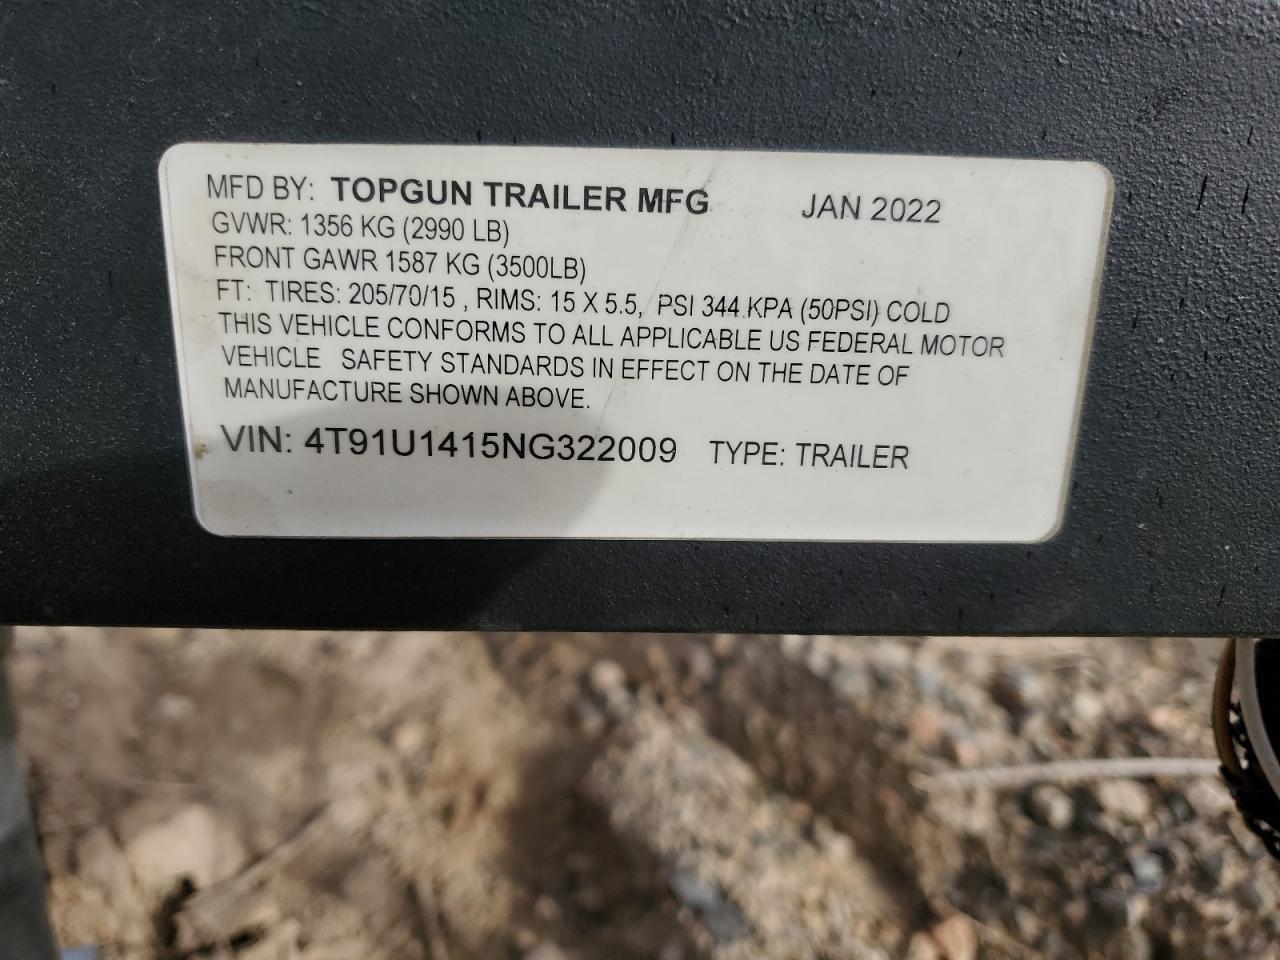 MFD BY: TOPGUN TRAILER MFG JAN 2022
GVWR: 1356 KG (2990 LB)
FRONT GAWR 1587 KG (3500LB)
FT: TIRES: 205/70/15 , RIMS: 15 X 5.5, PSI 344 KPA (50PSI) COLD
THIS VEHICLE CONFORMS TO ALL APPLICABLE US FEDERAL MOTOR
VEHICLE SAFETY STANDARDS IN EFFECT ON THE DATE OF
MANUFACTURE SHOWN ABOVE.
VIN: 4T91U1415NG322009 TYPE: TRAILER